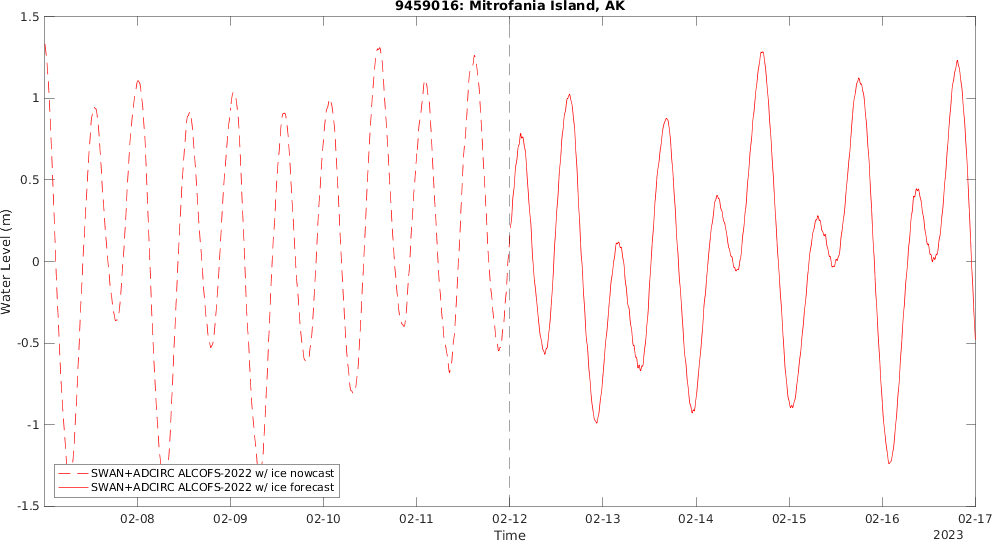 9459016: Mitrofania Island, AK
1.5
1
0.5
0
-0.5
-1
-1.5
Water Level (m)
SWAN+ADCIRC ALCOFS-2022 w/ ice nowcast
SWAN+ADCIRC ALCOFS-2022 w/ ice forecast
02-08 02-09 02-10 02-11 02-12 02-13 02-14 02-15 02-16 02-17
Time
2023